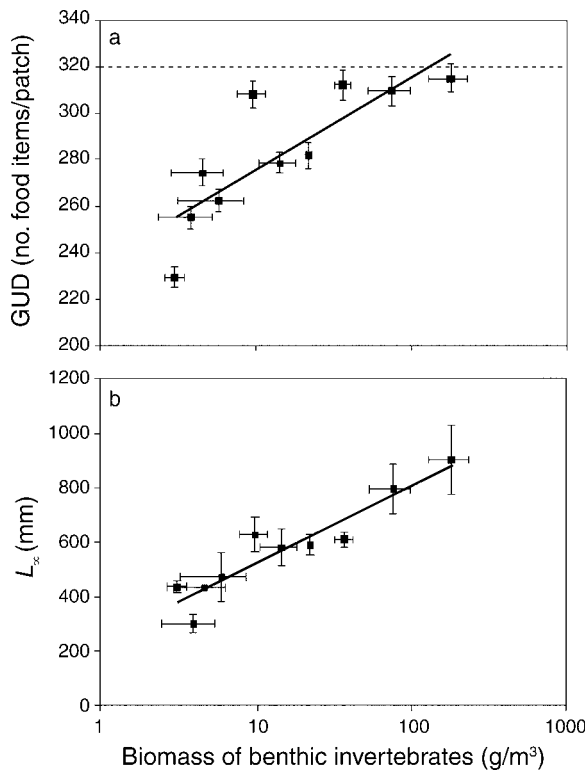 a
340
320
300
280
260
240
220
200
GUD (no. food items/patch)
b
1200
1000
800
600
400
200
0
L∞ (mm)
1 10 100 1000
Biomass of benthic invertebrates (g/m³)